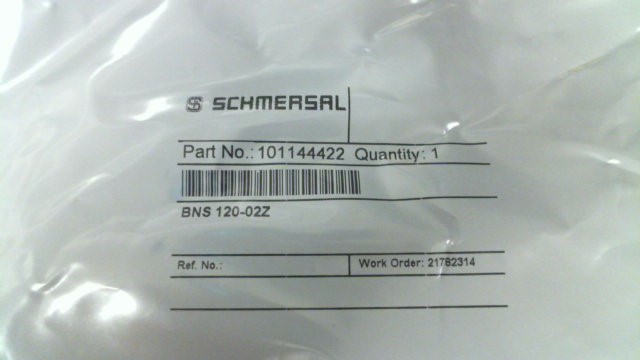 SCHMERSAL
Part No.: 101144422 Quantity: 1
BNS 120-02Z
Ref. No.: Work Order: 21782314